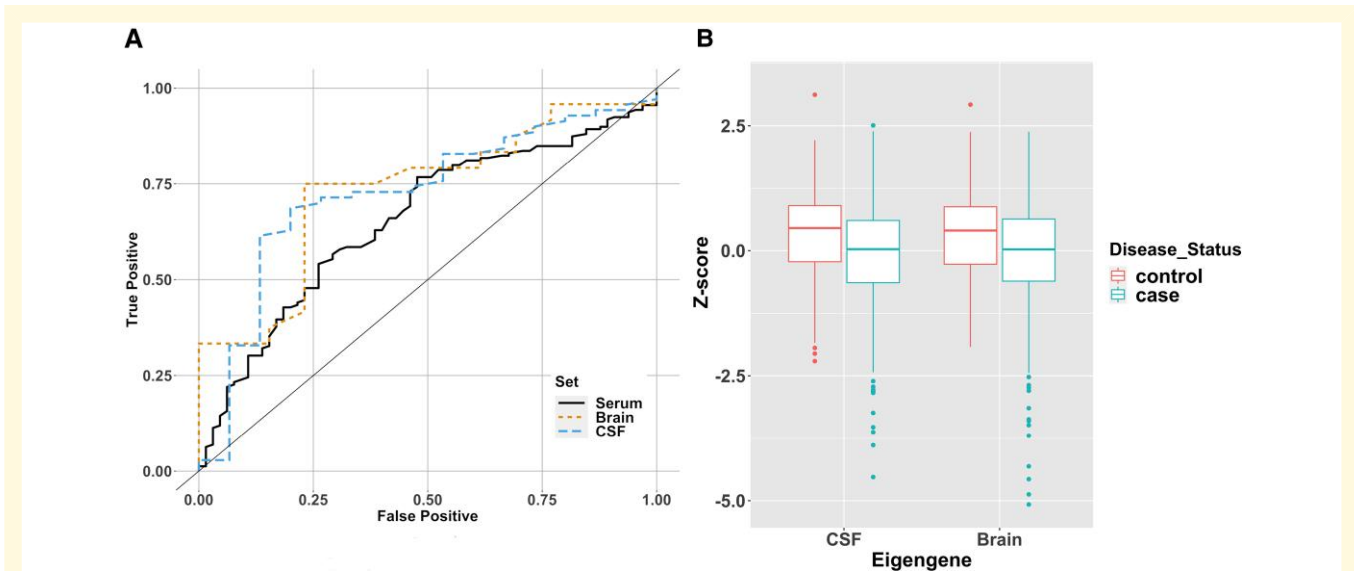 A
1.00
0.75
0.50
0.25
0.00
True Positive
0.00 0.25 0.50 0.75 1.00
False Positive
Set
Serum
Brain
CSF
B
2.5
0.0
-2.5
-5.0
Z-score
CSF Brain
Eigengene
Disease_Status
control
case